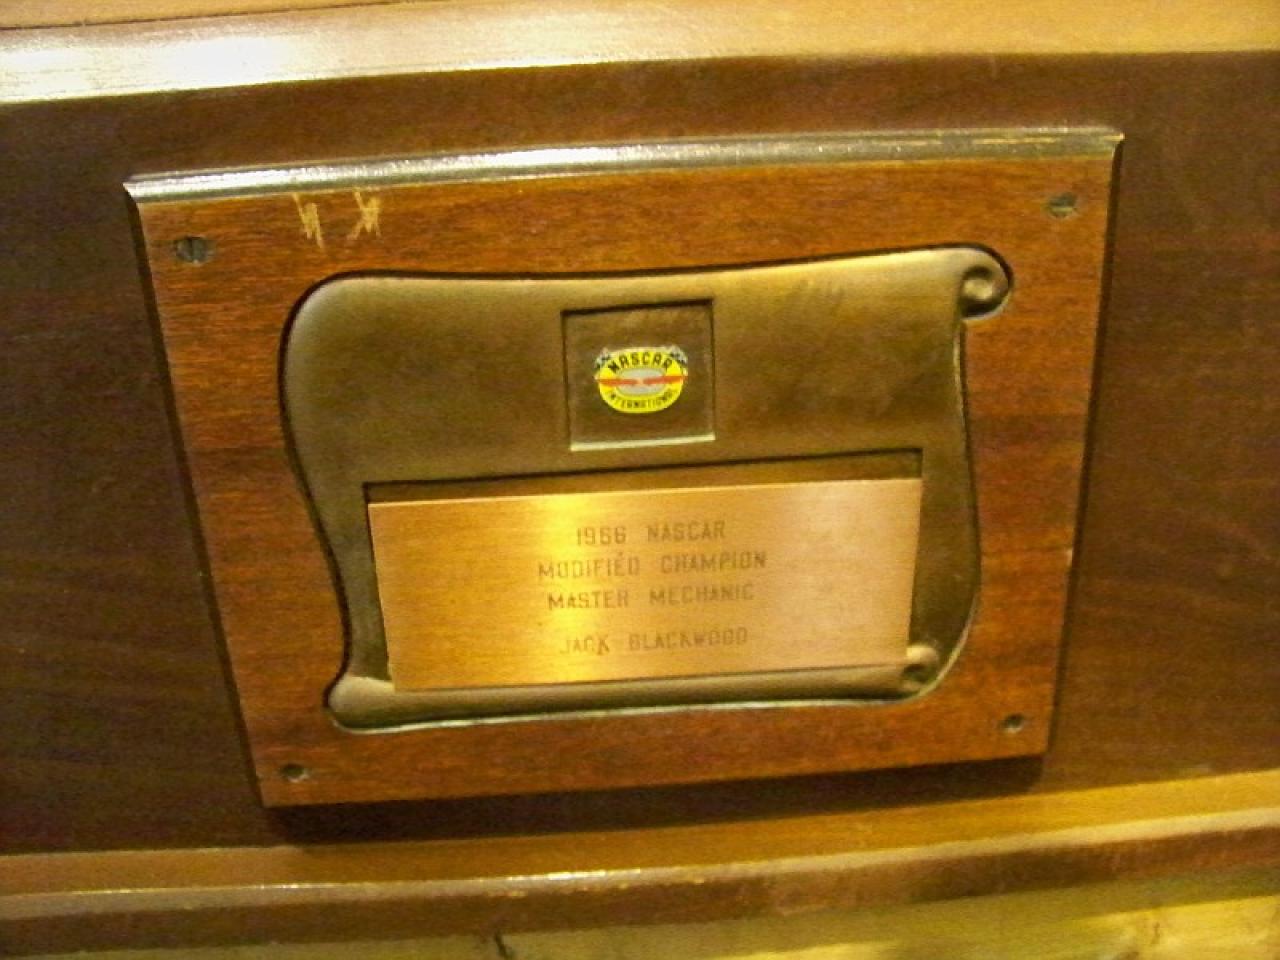 NASCAR
INTERNATIONAL
1966 NASCAR
MODIFIED CHAMPION
MASTER MECHANIC
JACK BLACKWOOD